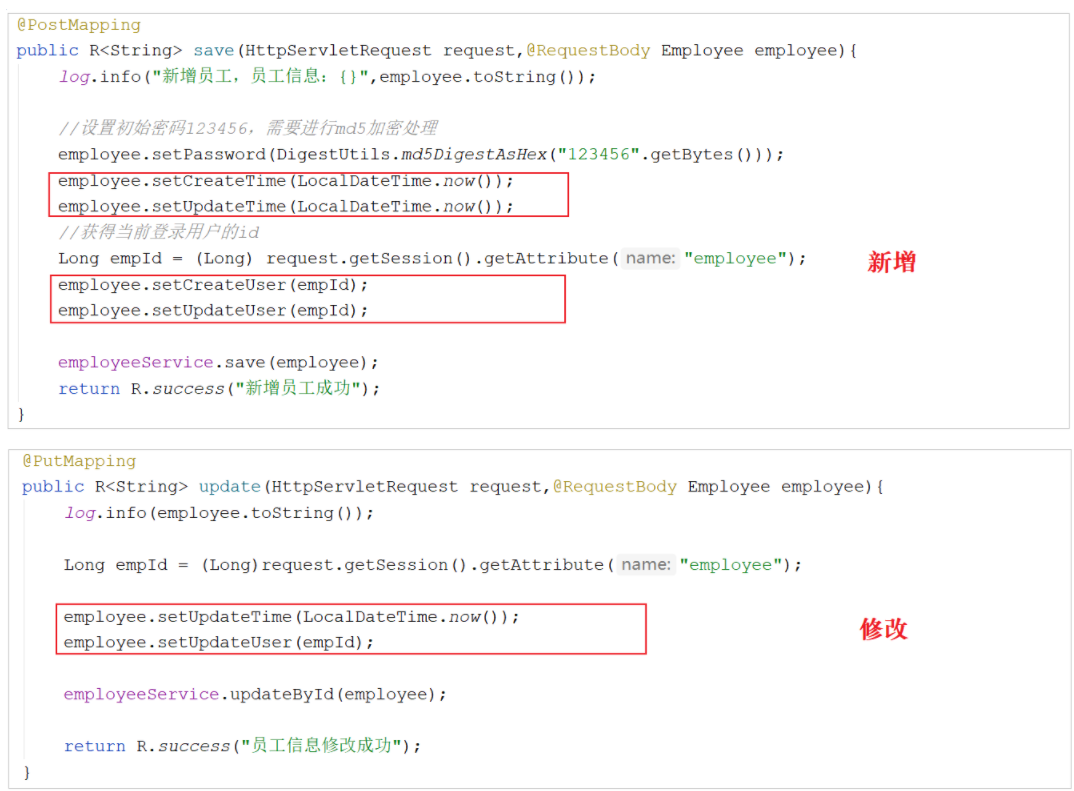 @PostMapping
public R<String> save(HttpServletRequest request,@RequestBody Employee employee){
log.info("新增员工，员工信息：{}",employee.toString());
//设置初始密码123456，需要进行md5加密处理
employee.setPassword(DigestUtils.md5DigestAsHex("123456".getBytes()));
employee.setCreateTime(LocalDateTime.now());
employee.setUpdateTime(LocalDateTime.now());
//获得当前登录用户的id
Long empId = (Long) request.getSession().getAttribute( name: "employee");
新增
employee.setCreateUser(empId);
employee.setUpdateUser(empId);
employeeService.save(employee);
return R.success("新增员工成功");
}
@PutMapping
public R<String> update(HttpServletRequest request,@RequestBody Employee employee){
log.info(employee.toString());
Long empId = (Long)request.getSession().getAttribute( name: "employee");
employee.setUpdateTime(LocalDateTime.now());
修改
employee.setUpdateUser(empId);
employeeService.updateById(employee);
return R.success("员工信息修改成功");
}